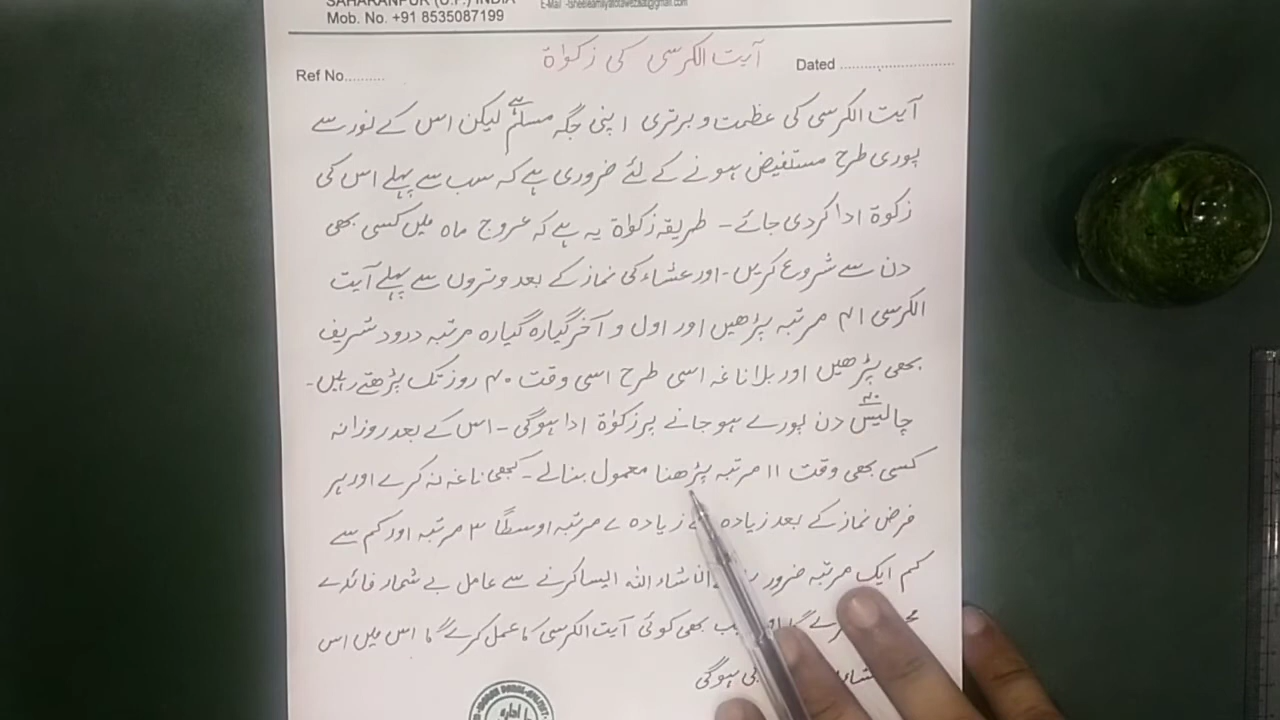 SAHARANPUR (U.P.) INDIA
Mob. No. +91 8535087199
Ref No..........
Dated
آیت الکرسی کی زکوٰۃ
آیت الکرسی کی عظمت و برتری اپنی جگہ مسلّم ہے لیکن اس کے نور سے
پوری طرح مستفیض ہونے کے لئے ضروری ہے کہ سب سے پہلے اس کی
زکوۃ ادا کردی جائے - طریقہ زکوٰۃ یہ ہے کہ عروج ماہ میں کسی بھی
دن سے شروع کریں - اور عشاء کی نماز کے بعد وتروں سے پہلے آیت
الکرسی ۴۱ مرتبہ پڑھیں اور اول و آخر گیارہ گیارہ مرتبہ درود شریف
بھی پڑھیں اور بلا ناغہ اسی طرح اسی وقت ۴۰ روز تک پڑھتے رہیں -
چالیس ۴۰ دن پورے ہو جانے پر زکوٰۃ ادا ہوگی - اس کے بعد روزانہ
کسی بھی وقت ۱۱ مرتبہ پڑھنا معمول بنالے - کبھی ناغہ نہ کرے اور ہر
فرض نماز کے بعد زیادہ سے زیادہ ۷ مرتبہ اوسطًا ۳ مرتبہ اور کم سے
کم ایک مرتبہ ضرور انشاء اللہ ایسا کرنے سے عامل بے شمار فائدے
بھی کوئی آیت الکرسی کا عمل کرے گا اس میں اس
ہوگی